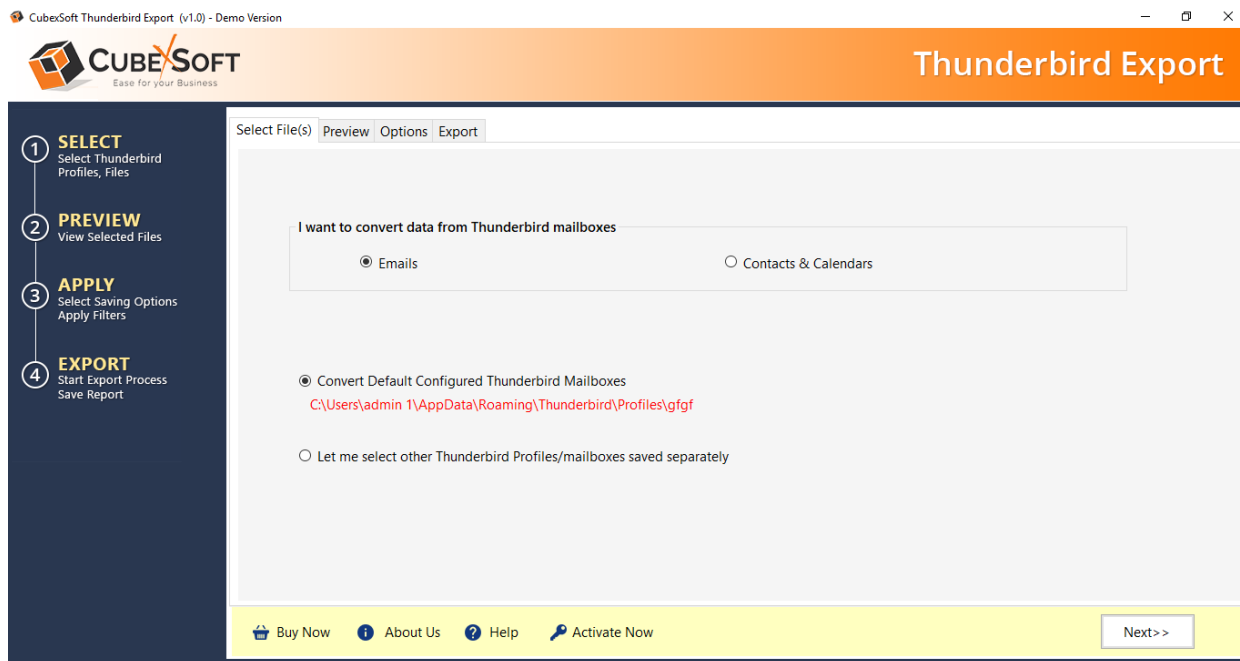 CubexSoft Thunderbird Export (v1.0) - Demo Version
CUBEXSOFT
Ease for your Business
Thunderbird Export
1 SELECT
Select Thunderbird
Profiles, Files
2 PREVIEW
View Selected Files
3 APPLY
Select Saving Options
Apply Filters
4 EXPORT
Start Export Process
Save Report
Select File(s) Preview Options Export
I want to convert data from Thunderbird mailboxes
Emails Contacts & Calendars
Convert Default Configured Thunderbird Mailboxes
C:\Users\admin 1\AppData\Roaming\Thunderbird\Profiles\gfgf
Let me select other Thunderbird Profiles/mailboxes saved separately
Buy Now About Us Help Activate Now Next>>